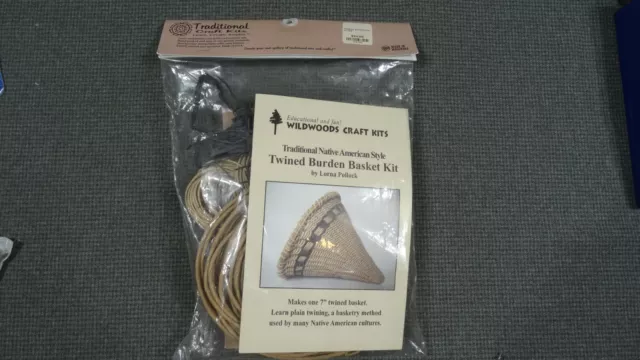 Traditional
Craft Kits
Educational and fun!
WILDWOODS CRAFT KITS
Traditional Native American Style
Twined Burden Basket Kit
by Lorna Pollock
Makes one 7" twined basket.
Learn plain twining, a basketry method
used by many Native American cultures.